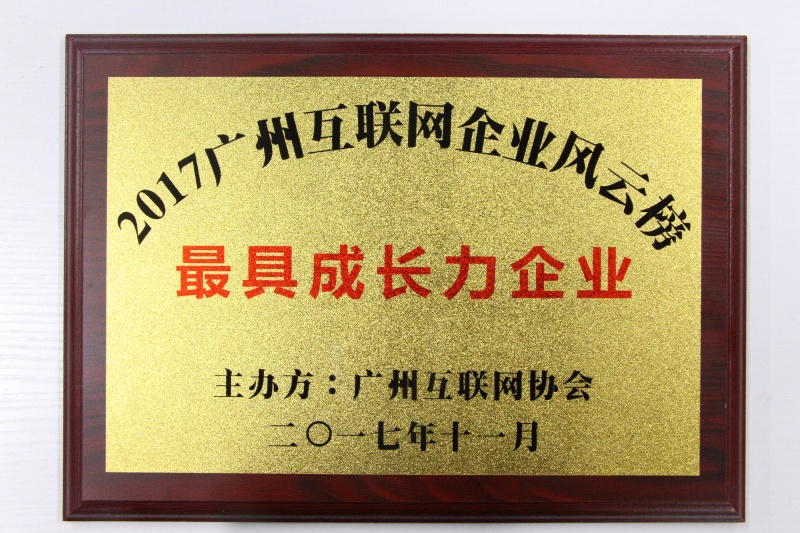 2017广州互联网企业风云榜
最具成长力企业
主办方：广州互联网协会
二〇一七年十一月